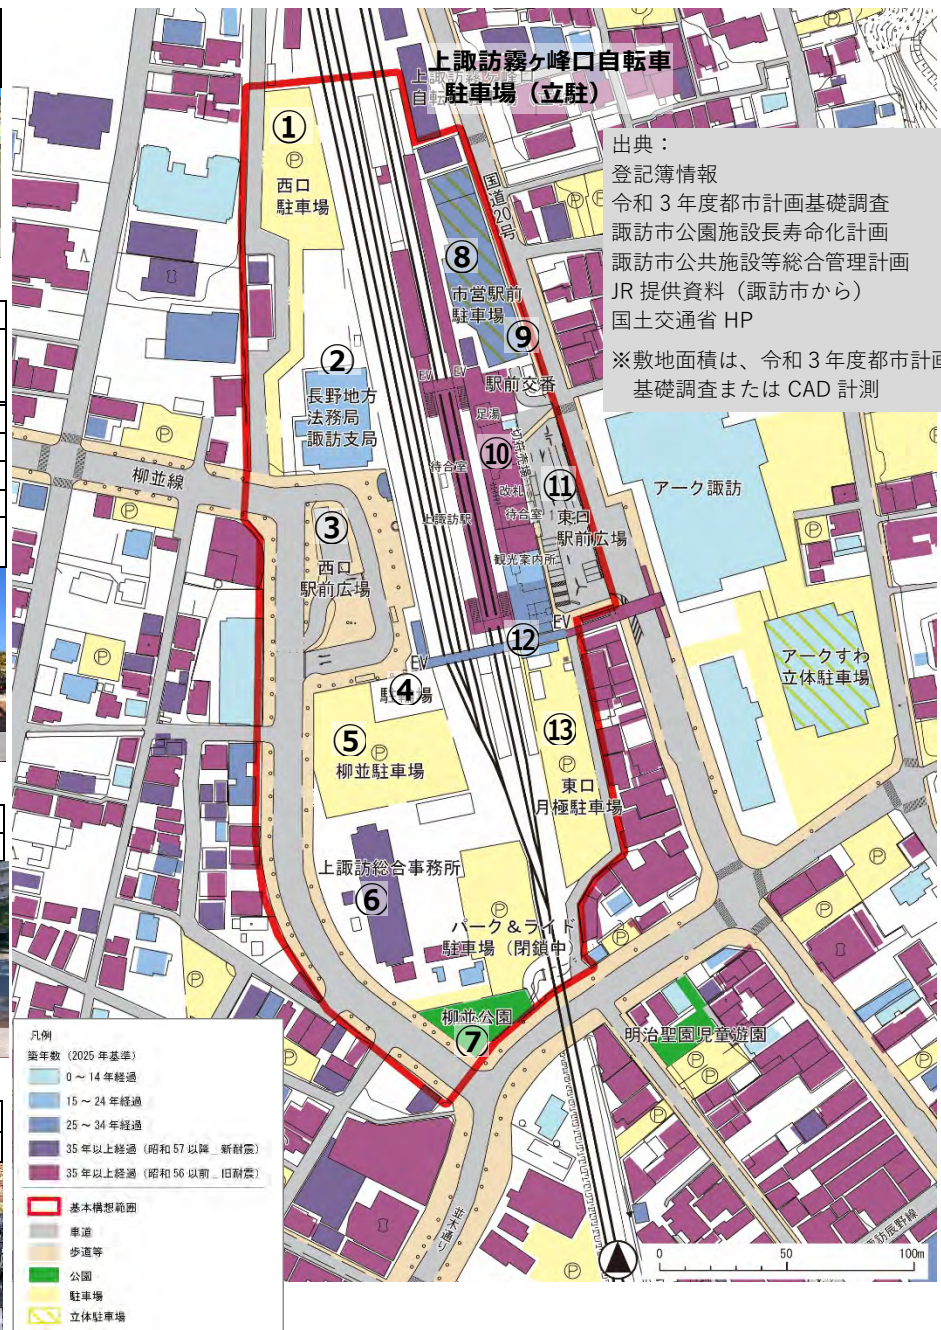 上諏訪霧ヶ峰口自転車
駐車場（立駐）
出典：
登記簿情報
令和３年度都市計画基礎調査
諏訪市公園施設長寿命化計画
諏訪市公共施設等総合管理計画
JR 提供資料（諏訪市から）
国土交通省 HP
※敷地面積は、令和３年度都市計画
基礎調査または CAD 計測
①
Ⓟ
西口
駐車場
国道20号
⑧
市営駅前
駐車場
⑨
駅前交番
②
長野地方
法務局
諏訪支局
EV
EV
足湯
⑩
待合室
改札
待合室
上諏訪駅
観光案内所
⑪
東口
駅前広場
アーク諏訪
柳並線
③
西口
駅前広場
EV
⑫
EV
④
アークすわ
立体駐車場
⑤
Ⓟ
柳並駐車場
⑬
Ⓟ
東口
月極駐車場
上諏訪総合事務所
⑥
Ⓟ
パーク＆ライド
駐車場（閉鎖中）
柳並公園
⑦
明治聖園児童遊園
並木通り
諏訪辰野線
0 50 100m
凡例
築年数（2025 年基準）
0～14 年経過
15～24 年経過
25～34 年経過
35 年以上経過（昭和 57 以降_新耐震）
35 年以上経過（昭和 56 以前_旧耐震）
基本構想範囲
車道
歩道等
公園
駐車場
立体駐車場